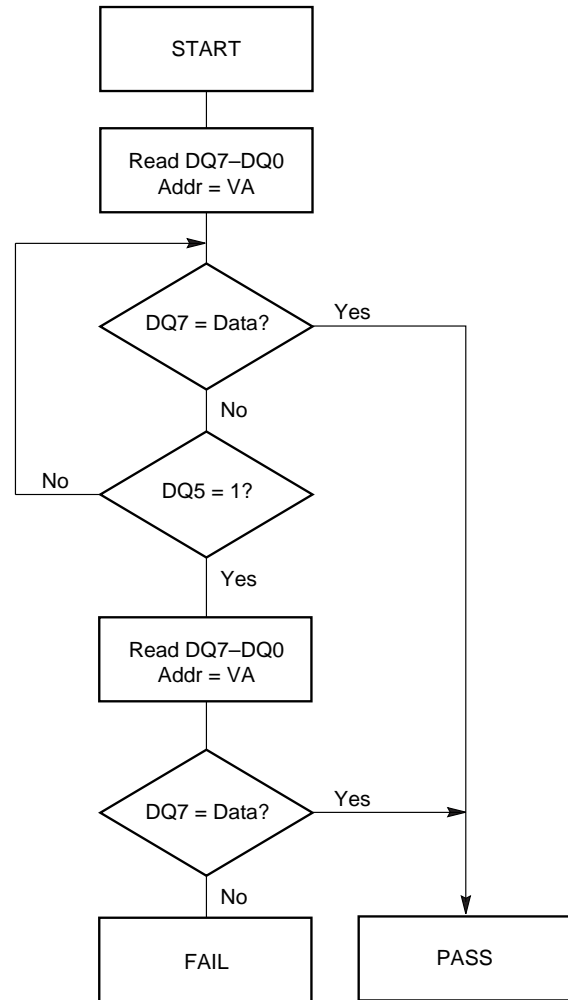 START
Read DQ7–DQ0
Addr = VA
DQ7 = Data?
Yes
No
No
DQ5 = 1?
Yes
Read DQ7–DQ0
Addr = VA
DQ7 = Data?
Yes
No
FAIL
PASS